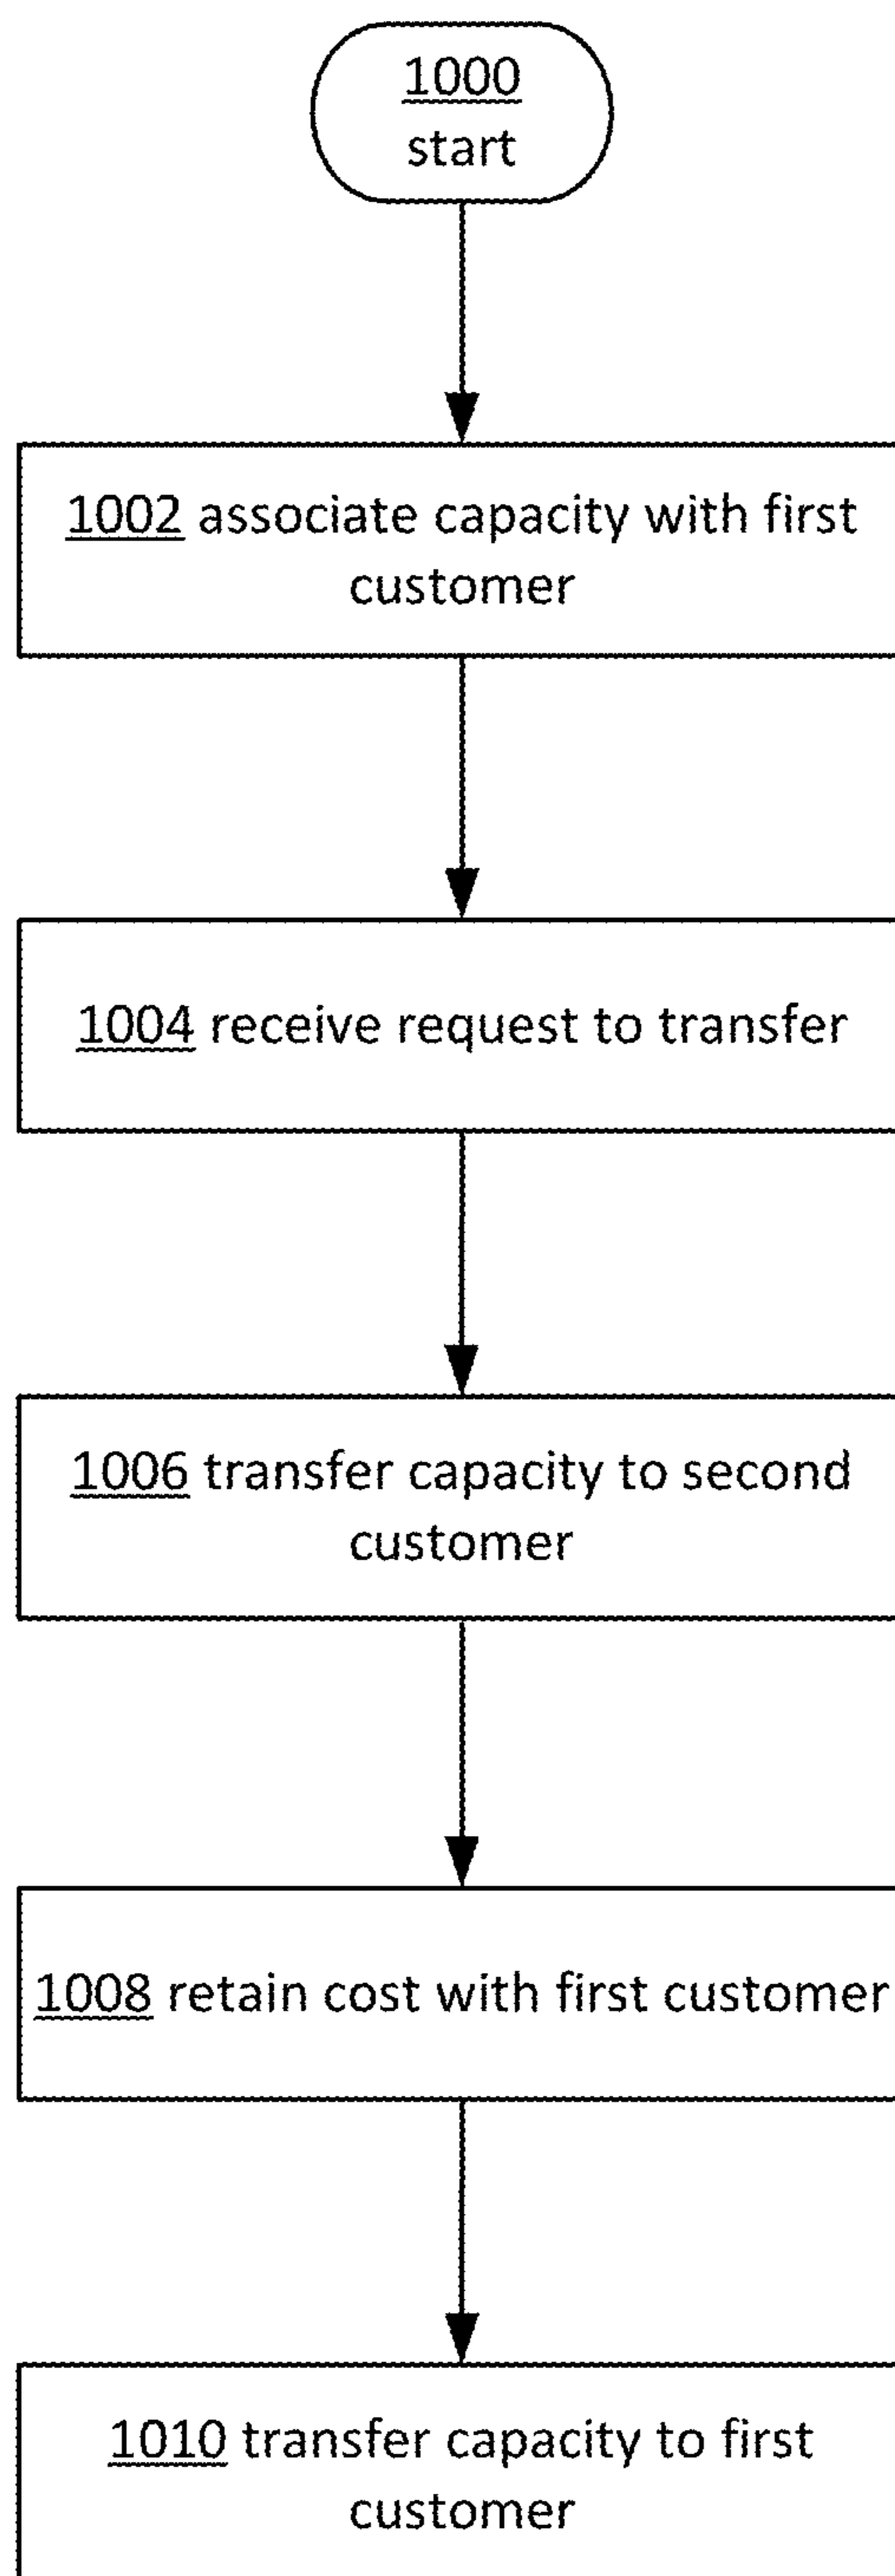 1000
start
1002 associate capacity with first
customer
1004 receive request to transfer
1006 transfer capacity to second
customer
1008 retain cost with first customer
1010 transfer capacity to first
customer